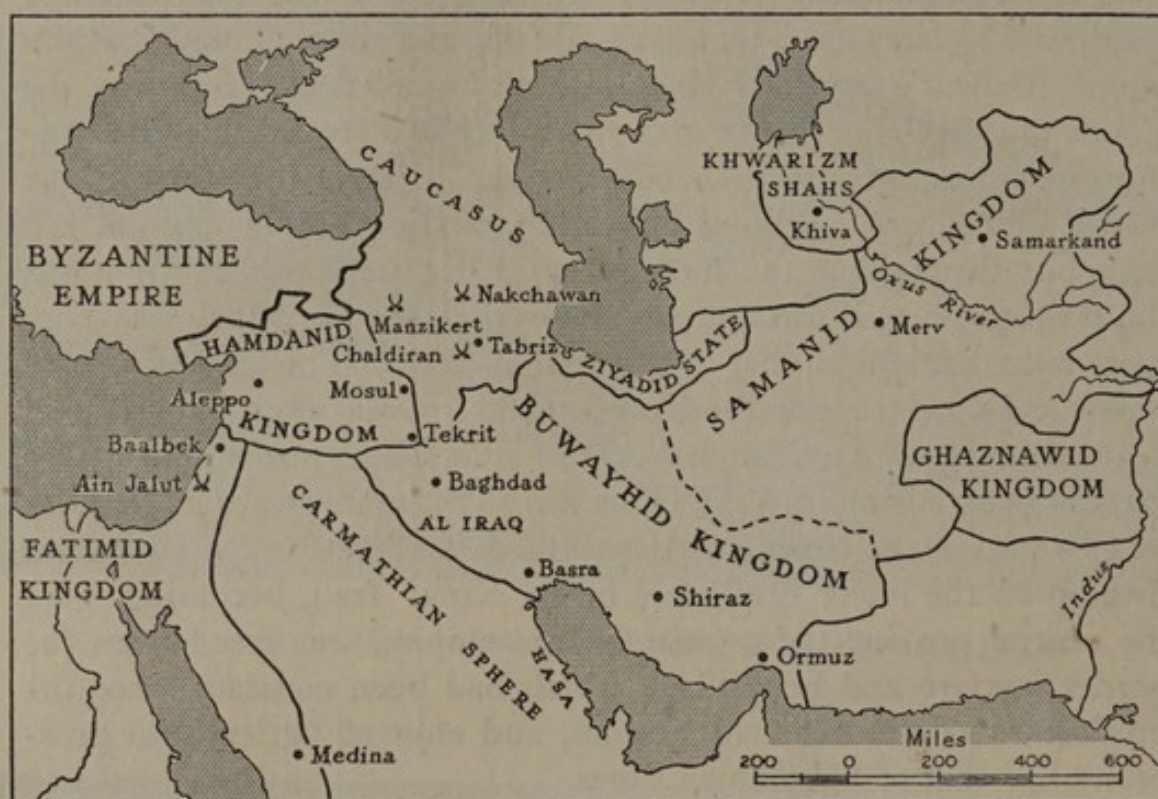 CAUCASUS
KHWARIZM
SHAHS
Khiva
KINGDOM
Samarkand
Oxus River
BYZANTINE
EMPIRE
Nakchawan
Manzikert
HAMDANID
Chaldiran
Tabriz
ZIYADID STATE
Merv
SAMANID
Aleppo
Mosul
KINGDOM
Tekrit
BUWAYHID KINGDOM
Baalbek
Ain Jalut
Baghdad
GHAZNAWID
KINGDOM
AL IRAQ
CARMATHIAN SPHERE
FATIMID
KINGDOM
Basra
Shiraz
Indus
HASA
Ormuz
Medina
Miles
200 0 200 400 600